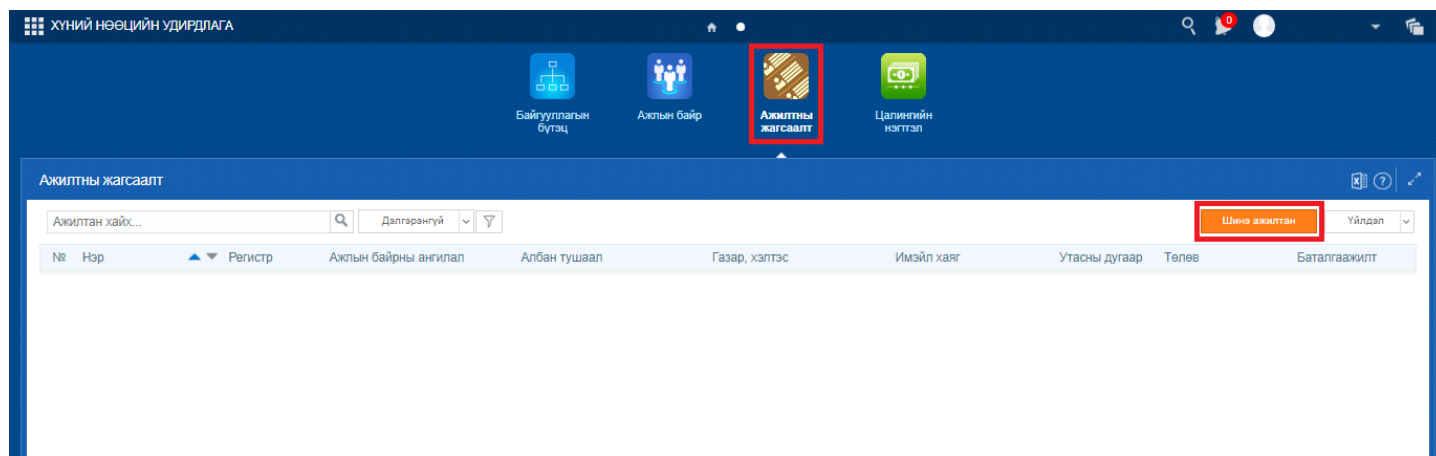 ХҮНИЙ НӨӨЦИЙН УДИРДЛАГА
0
Байгууллагын бүтэц
Ажлын байр
Ажилтны жагсаалт
Цалингийн нэгтгэл
Ажилтны жагсаалт
Ажилтан хайх...
Дэлгэрэнгүй
Шинэ ажилтан
Үйлдэл
№ Нэр Регистр Ажлын байрны ангилал Албан тушаал Газар, хэлтэс Имэйл хаяг Утасны дугаар Төлөв Баталгаажилт